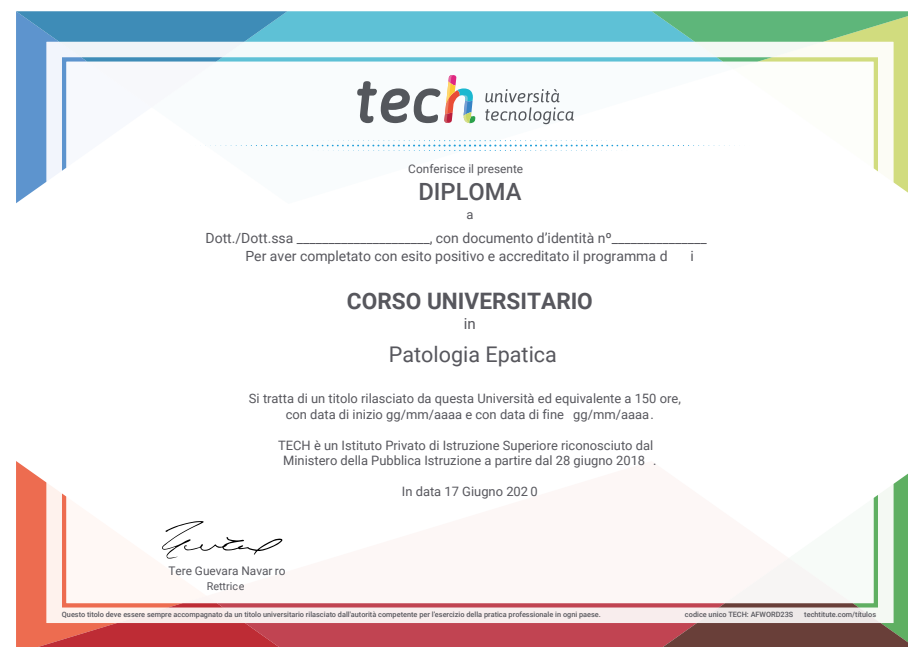 tech università
tecnologica
Conferisce il presente
DIPLOMA
a
Dott./Dott.ssa ____________________, con documento d'identità nº______________
Per aver completato con esito positivo e accreditato il programma d i
CORSO UNIVERSITARIO
in
Patologia Epatica
Si tratta di un titolo rilasciato da questa Università ed equivalente a 150 ore,
con data di inizio gg/mm/aaaa e con data di fine gg/mm/aaaa.
TECH è un Istituto Privato di Istruzione Superiore riconosciuto dal
Ministero della Pubblica Istruzione a partire dal 28 giugno 2018 .
In data 17 Giugno 2020
Tere Guevara Navarro
Rettrice
Questo titolo deve essere sempre accompagnato da un titolo universitario rilasciato dall'autorità competente per l'esercizio della pratica professionale in ogni paese. codice unico TECH: AFWORD23S techtitute.com/titulos